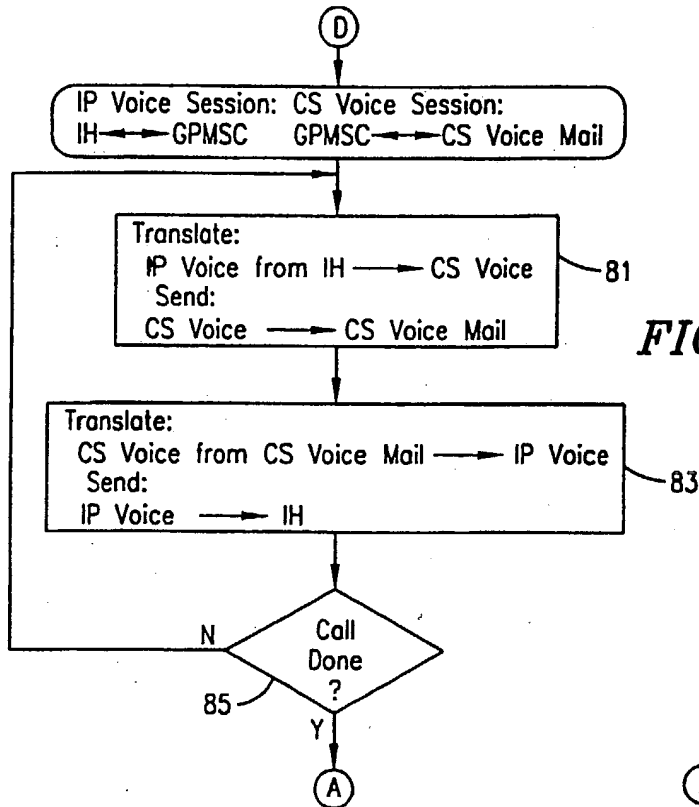 D
IP Voice Session: CS Voice Session:
IH ↔ GPMSC GPMSC ↔ CS Voice Mail
Translate:
IP Voice from IH → CS Voice
Send:
CS Voice → CS Voice Mail
81
FIG
Translate:
CS Voice from CS Voice Mail → IP Voice
Send:
IP Voice → IH
83
Call
Done
?
N
85
Y
A